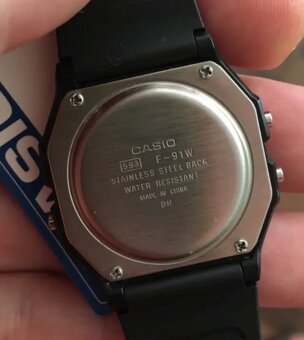 CASIO
593 F-91W
STAINLESS STEEL BACK
WATER RESISTANT
MADE IN CHINA
DH